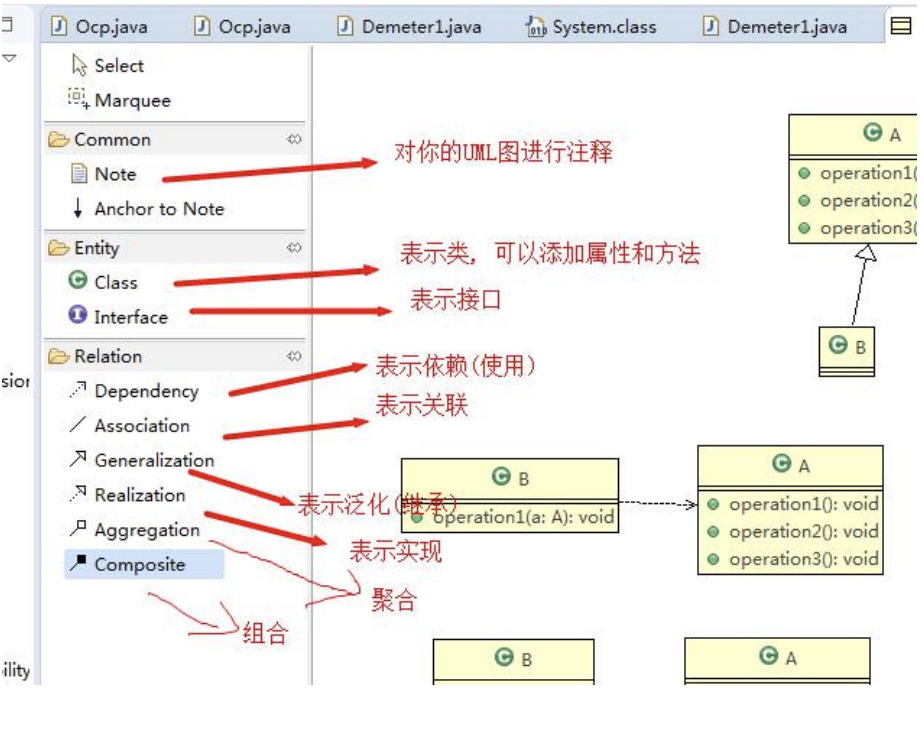 Ocp.java
Ocp.java
Demeter1.java
System.class
Demeter1.java
Select
Marquee
Common
Note
Anchor to Note
对你的UML图进行注释
Entity
Class
表示类, 可以添加属性和方法
Interface
表示接口
Relation
Dependency
表示依赖(使用)
Association
表示关联
Generalization
表示泛化(继承)
Realization
表示实现
Aggregation
聚合
Composite
组合
A
operation1(
operation2(
operation3(
B
B
operation1(a: A): void
A
operation1(): void
operation2(): void
operation3(): void
B
A
sion
ility